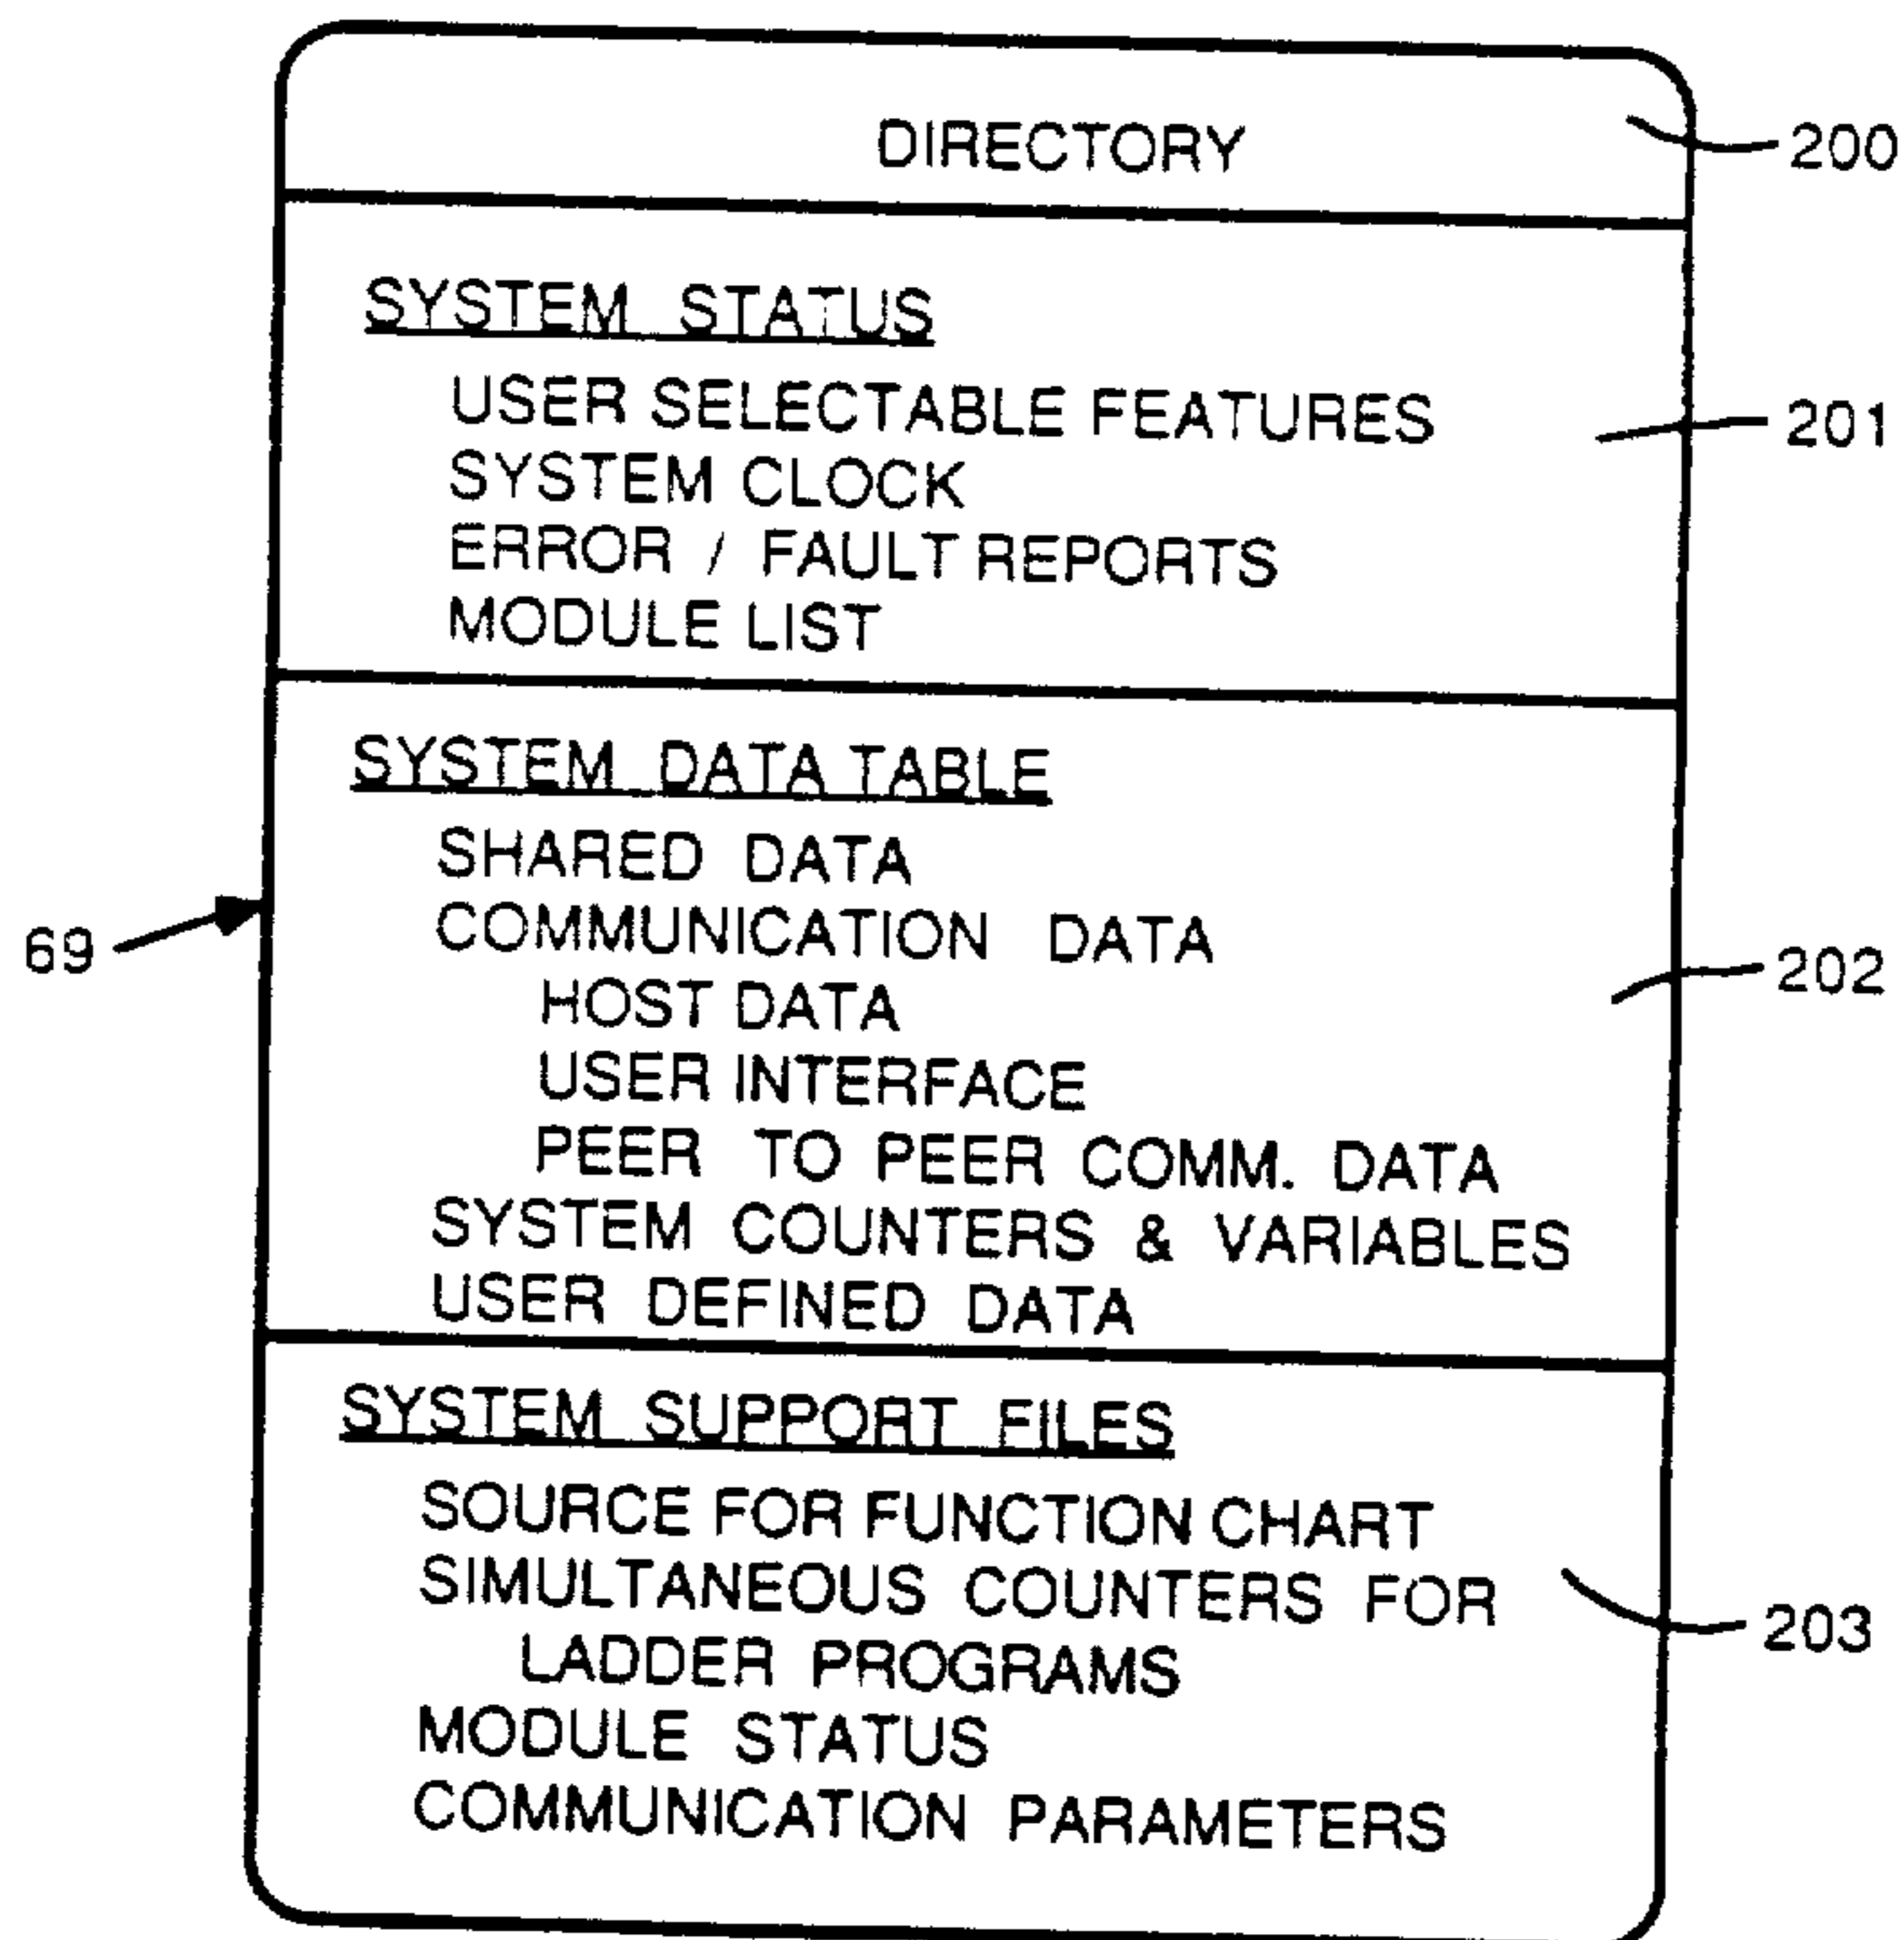 DIRECTORY
200
SYSTEM STATUS
USER SELECTABLE FEATURES
201
SYSTEM CLOCK
ERROR / FAULT REPORTS
MODULE LIST
SYSTEM DATA TABLE
SHARED DATA
COMMUNICATION DATA
69
HOST DATA
202
USER INTERFACE
PEER TO PEER COMM. DATA
SYSTEM COUNTERS & VARIABLES
USER DEFINED DATA
SYSTEM SUPPORT FILES
SOURCE FOR FUNCTION CHART
SIMULTANEOUS COUNTERS FOR
203
LADDER PROGRAMS
MODULE STATUS
COMMUNICATION PARAMETERS